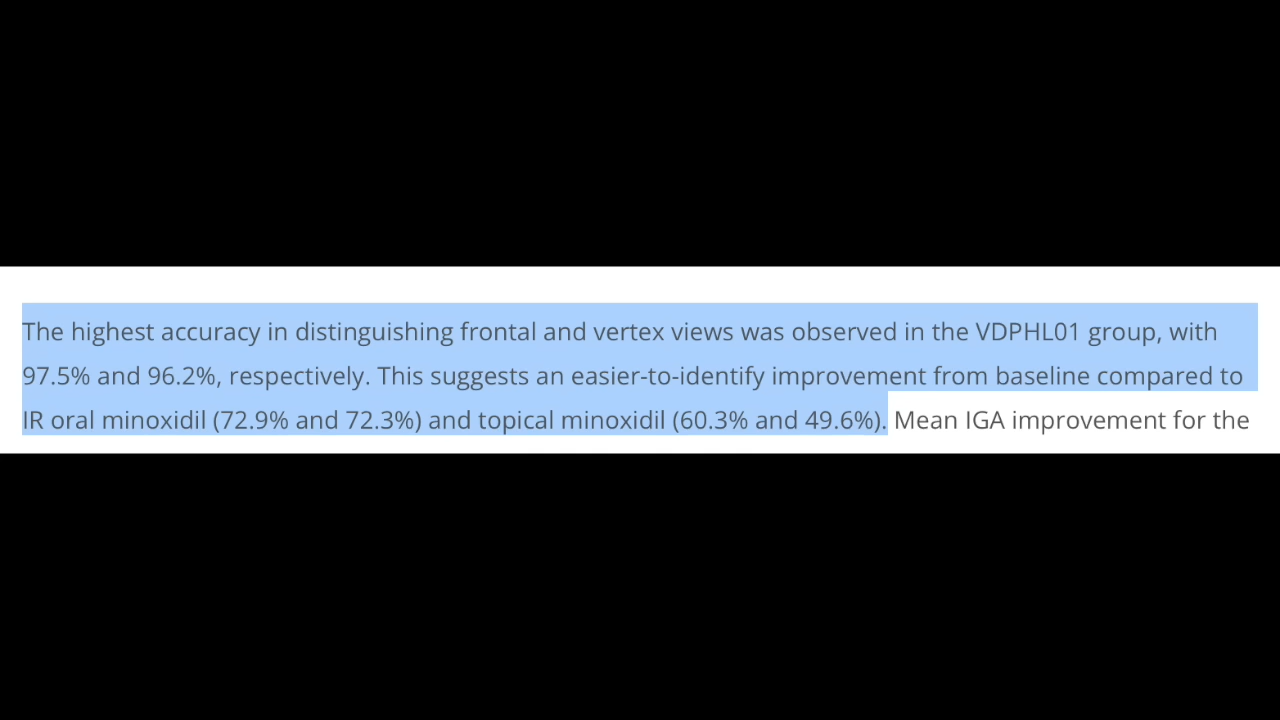 The highest accuracy in distinguishing frontal and vertex views was observed in the VDPHL01 group, with
97.5% and 96.2%, respectively. This suggests an easier-to-identify improvement from baseline compared to
IR oral minoxidil (72.9% and 72.3%) and topical minoxidil (60.3% and 49.6%). Mean IGA improvement for the